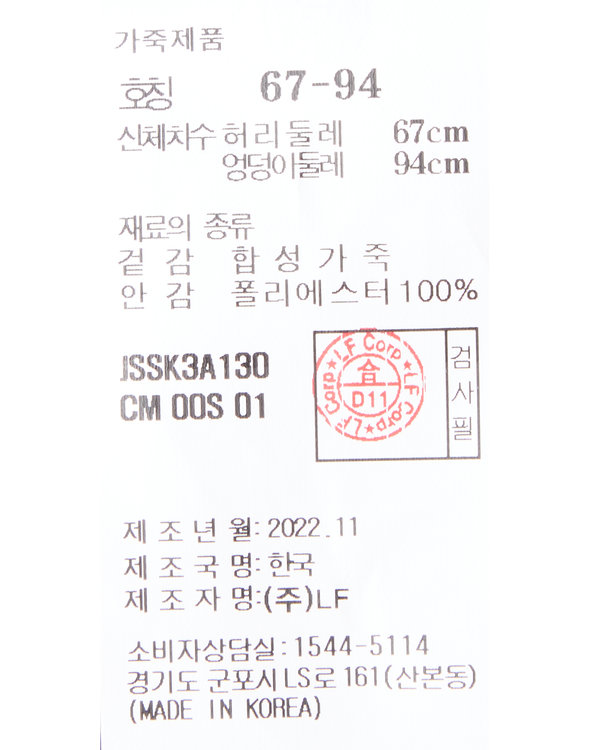 가죽제품
호칭 67-94
신체치수 허리둘레 67cm
엉덩이둘레 94cm
재료의 종류
겉감 합성가죽
안감 폴리에스터 100%
JSSK3A130
CM 00S 01
LF Corp ★ LF Corp ★ LF Corp ★
合
D11
검사필
제조년월: 2022.11
제조국명: 한국
제조자명:(주)LF
소비자상담실:1544-5114
경기도 군포시 LS로 161(산본동)
(MADE IN KOREA)